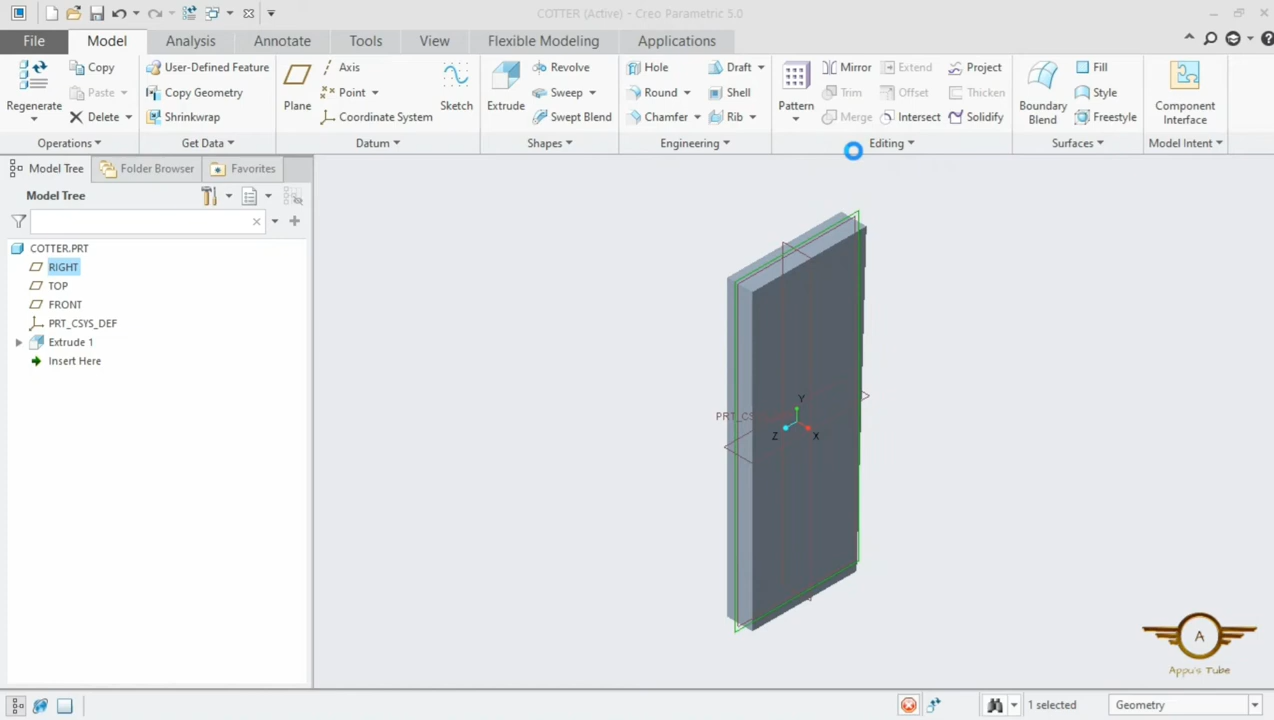 COTTER (Active) - Creo Parametric 5.0
File Model Analysis Annotate Tools View Flexible Modeling Applications
Regenerate
Copy
Paste
Delete
Operations
User-Defined Feature
Copy Geometry
Shrinkwrap
Get Data
Plane
Axis
Point
Coordinate System
Sketch
Datum
Extrude
Revolve
Sweep
Swept Blend
Shapes
Hole
Round
Chamfer
Draft
Shell
Rib
Engineering
Pattern
Mirror
Trim
Merge
Extend
Offset
Intersect
Project
Thicken
Solidify
Editing
Boundary
Blend
Fill
Style
Freestyle
Surfaces
Component
Interface
Model Intent
Model Tree
Folder Browser
Favorites
Model Tree
COTTER.PRT
RIGHT
TOP
FRONT
PRT_CSYS_DEF
Extrude 1
Insert Here
Y
Z
X
A
Appu's Tube
1 selected
Geometry